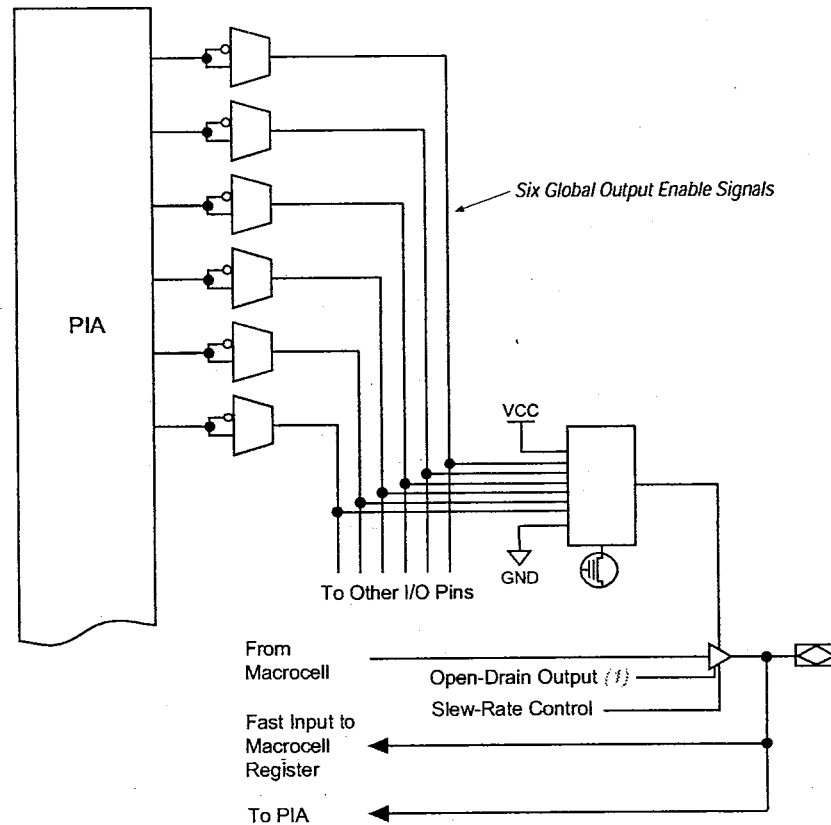 Six Global Output Enable Signals
PIA
VCC
GND
To Other I/O Pins
From
Macrocell
Open-Drain Output (1)
Slew-Rate Control
Fast Input to
Macrocell
Register
To PIA